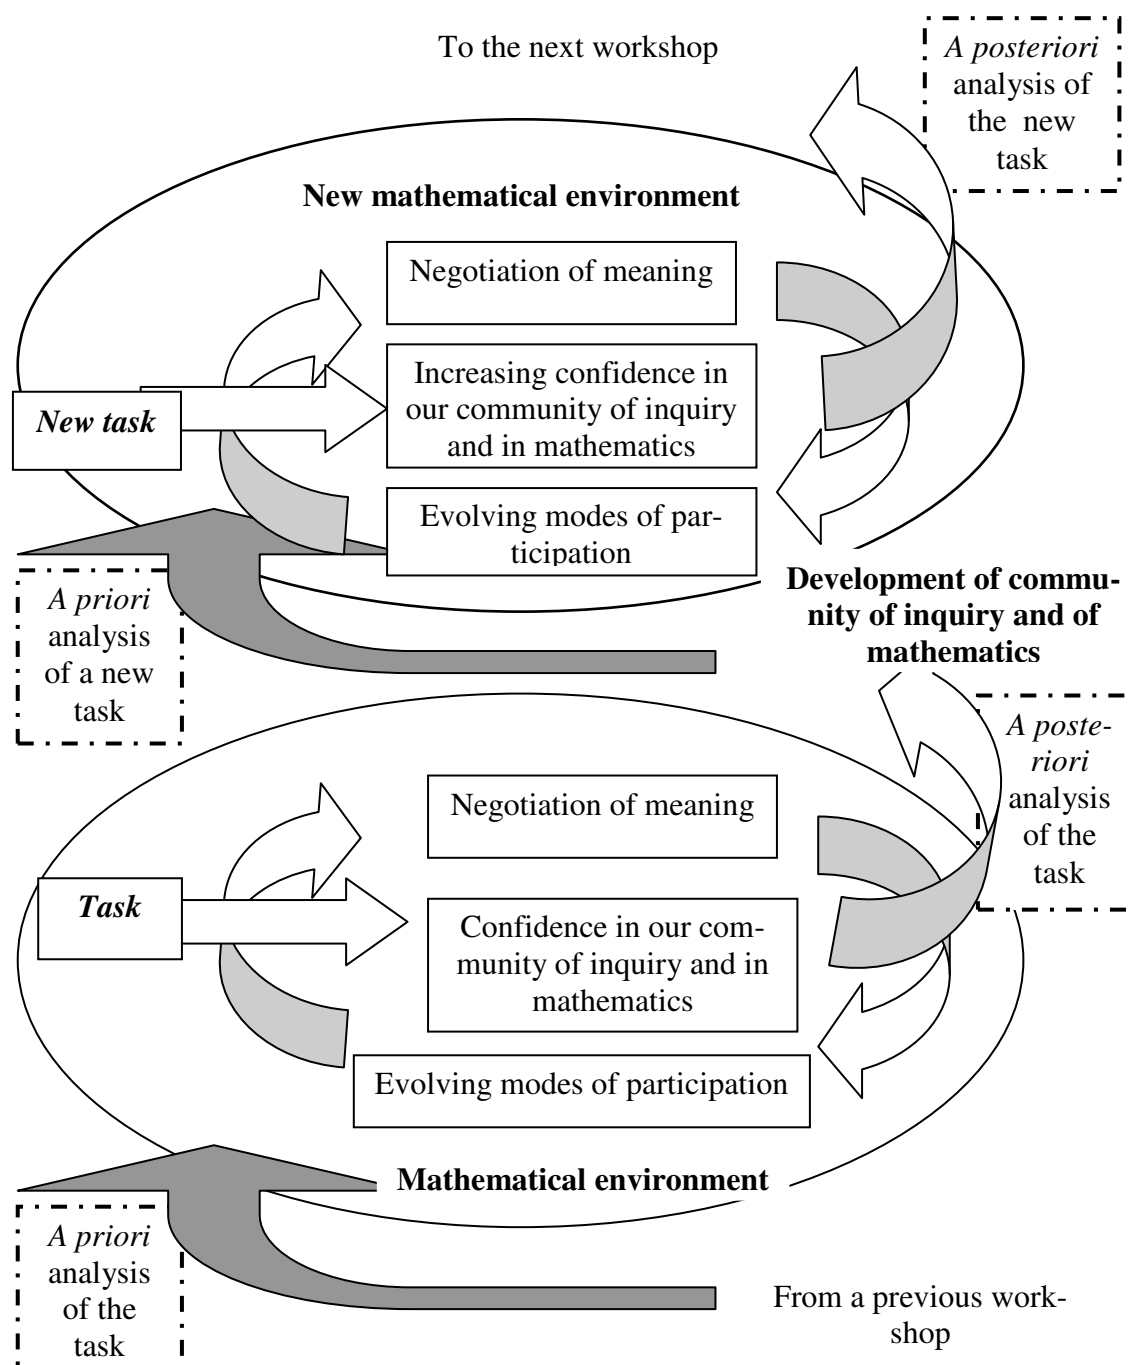 To the next workshop
A posteriori
analysis of
the new
task
New mathematical environment
Negotiation of meaning
Increasing confidence in
our community of inquiry
and in mathematics
New task
Evolving modes of par-
ticipation
A priori
analysis
of a new
task
Development of commu-
nity of inquiry and of
mathematics
A poste-
riori
analysis
of the
task
Negotiation of meaning
Task
Confidence in our com-
munity of inquiry and in
mathematics
Evolving modes of participation
Mathematical environment
A priori
analysis
of the
task
From a previous work-
shop